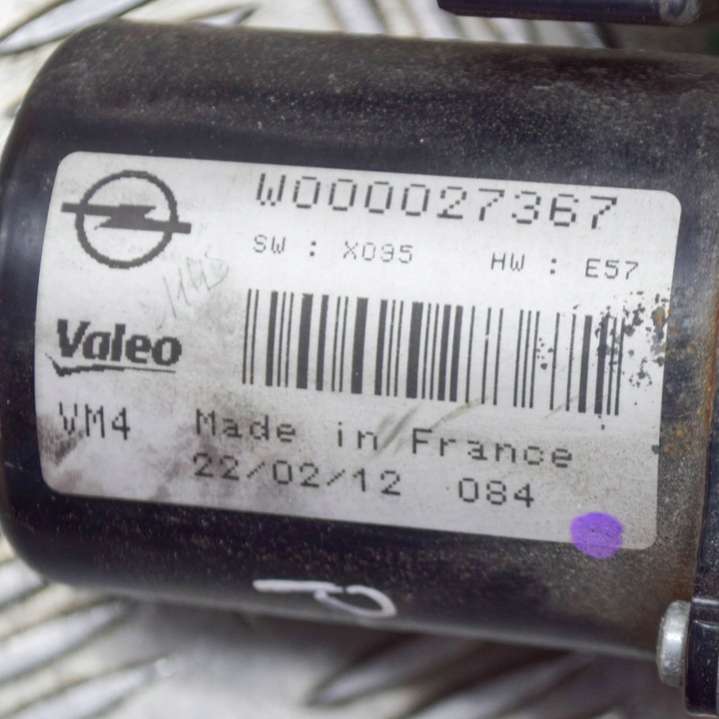 W000027367
SW : X095 HW : E57
Valeo
VM4 Made in France
22/02/12 084